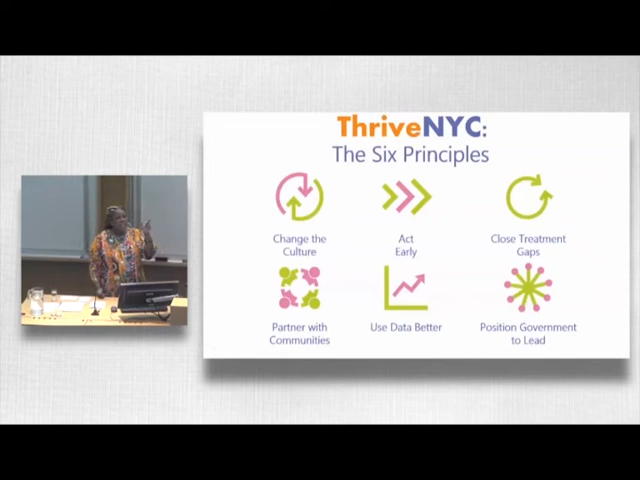 ThriveNYC:
The Six Principles
Change the
Culture
Act
Early
Close Treatment
Gaps
Partner with
Communities
Use Data Better
Position Government
to Lead